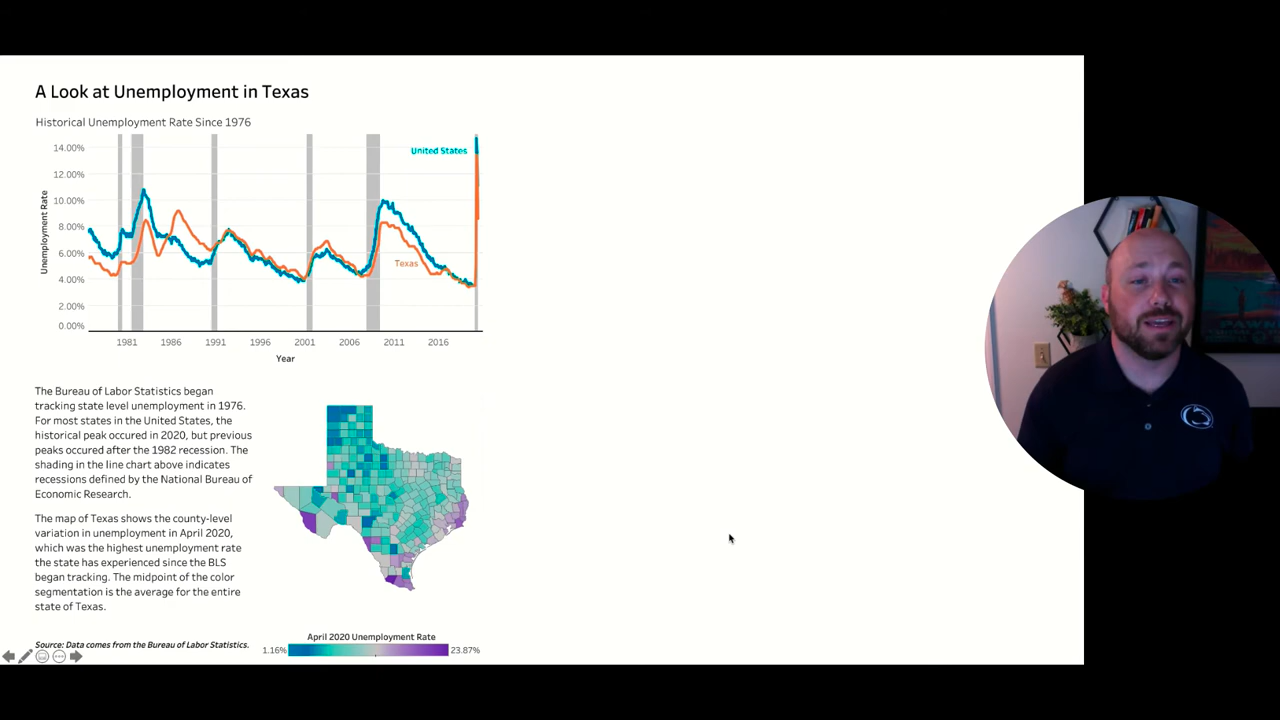 A Look at Unemployment in Texas
Historical Unemployment Rate Since 1976
14.00%
12.00%
10.00%
8.00%
6.00%
4.00%
2.00%
0.00%
Unemployment Rate
United States
Texas
1981 1986 1991 1996 2001 2006 2011 2016
Year
The Bureau of Labor Statistics began
tracking state level unemployment in 1976.
For most states in the United States, the
historical peak occured in 2020, but previous
peaks occured after the 1982 recession. The
shading in the line chart above indicates
recessions defined by the National Bureau of
Economic Research.
The map of Texas shows the county-level
variation in unemployment in April 2020,
which was the highest unemployment rate
the state has experienced since the BLS
began tracking. The midpoint of the color
segmentation is the average for the entire
state of Texas.
Source: Data comes from the Bureau of Labor Statistics.
April 2020 Unemployment Rate
1.16% 23.87%